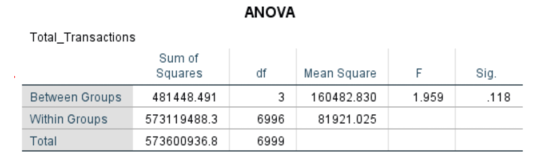 ANOVA
Total_Transactions
Sum of Squares df Mean Square F Sig.
Between Groups 481448.491 3 160482.830 1.959 .118
Within Groups 573119488.3 6996 81921.025
Total 573600936.8 6999